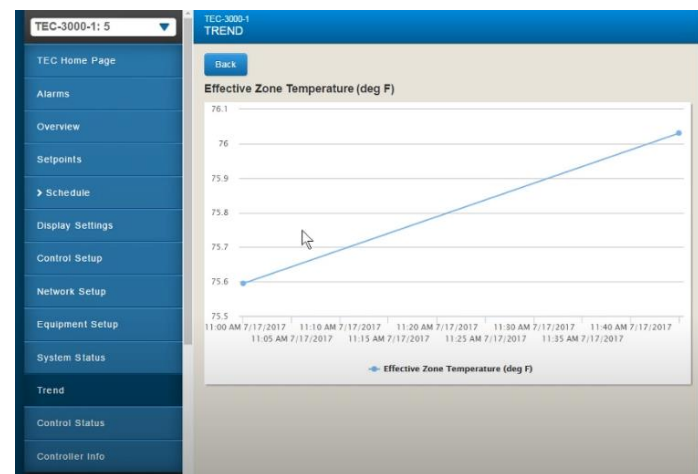 TEC-3000-1: 5
TEC Home Page
Alarms
Overview
Setpoints
> Schedule
Display Settings
Control Setup
Network Setup
Equipment Setup
System Status
Trend
Control Status
Controller Info
TEC-3000-1
TREND
Back
Effective Zone Temperature (deg F)
76.1
76
75.9
75.8
75.7
75.6
75.5
11:00 AM 7/17/2017 11:10 AM 7/17/2017 11:20 AM 7/17/2017 11:30 AM 7/17/2017 11:40 AM 7/17/2017
11:05 AM 7/17/2017 11:15 AM 7/17/2017 11:25 AM 7/17/2017 11:35 AM 7/17/2017
Effective Zone Temperature (deg F)